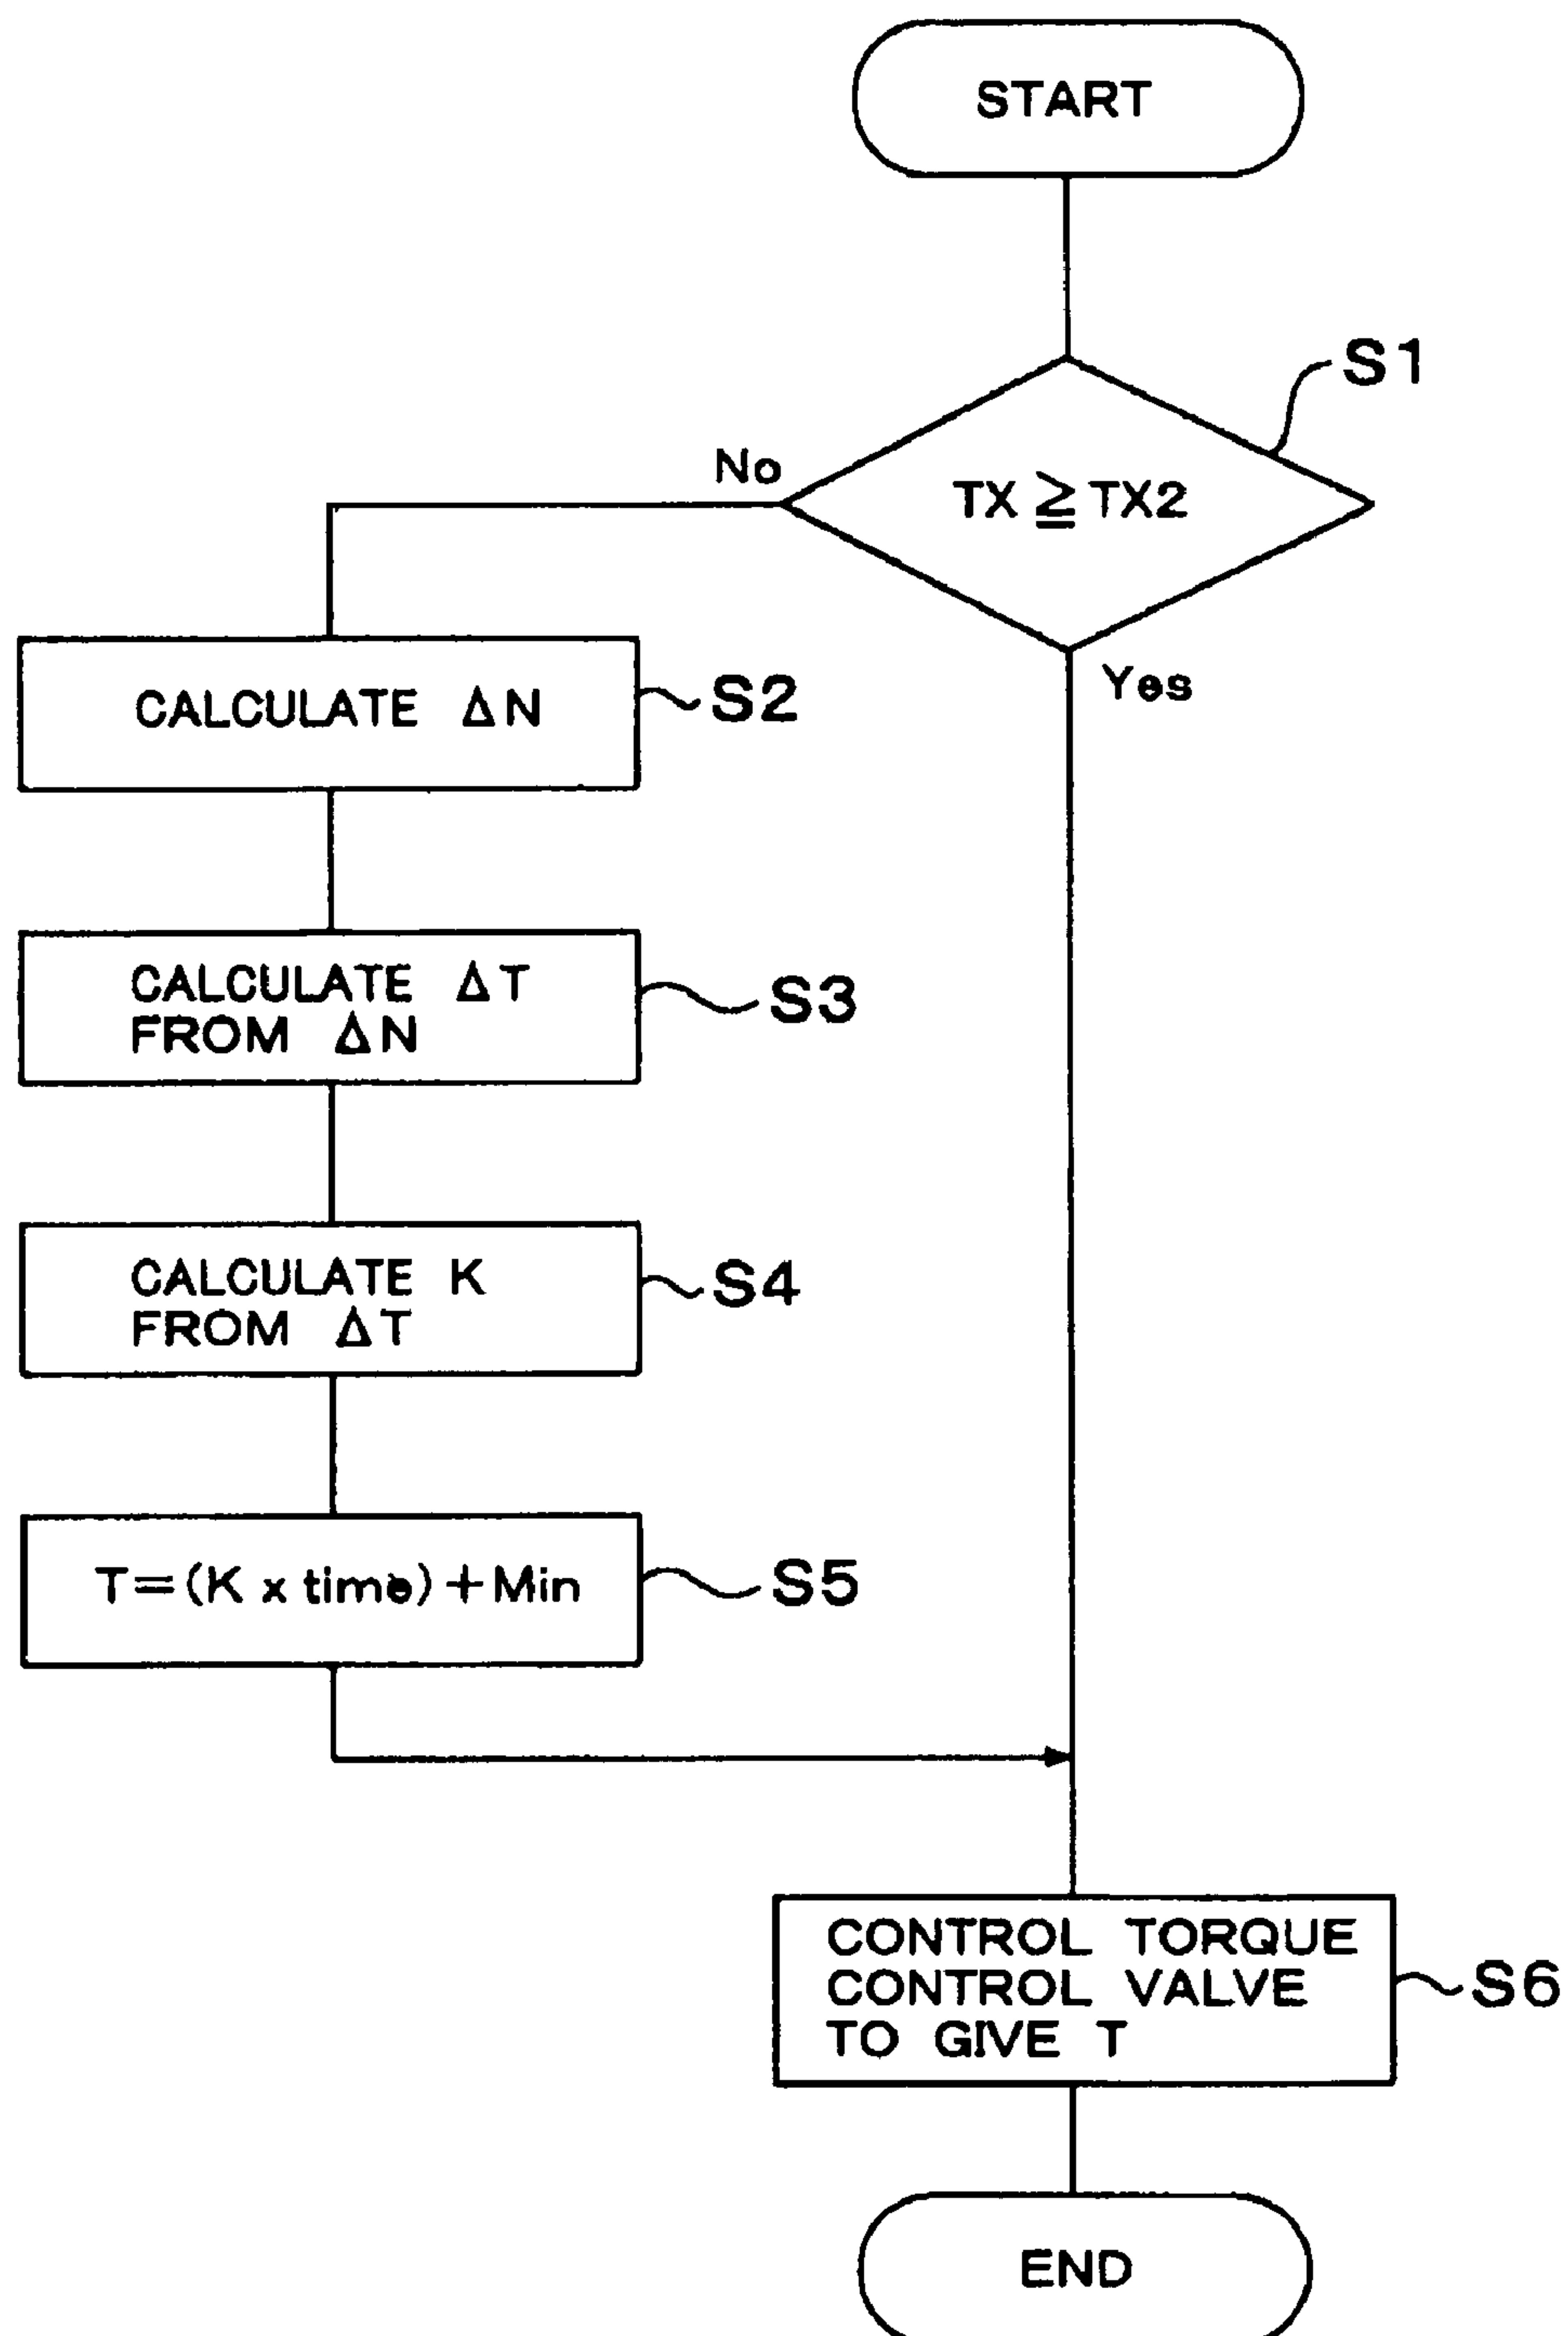 START
S1
No
TX ≧ TX2
Yes
CALCULATE ΔN
S2
CALCULATE ΔT
FROM ΔN
S3
CALCULATE K
FROM ΔT
S4
T=(K x time)+Min
S5
CONTROL TORQUE
CONTROL VALVE
TO GIVE T
S6
END